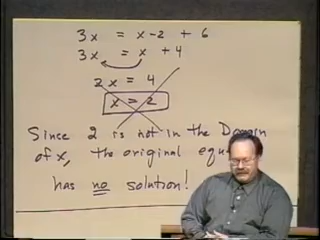 3x = x-2 + 6
3x = x + 4
2x = 4
x = 2
Since 2 is not in the Domain
of x, the original
has no solution!